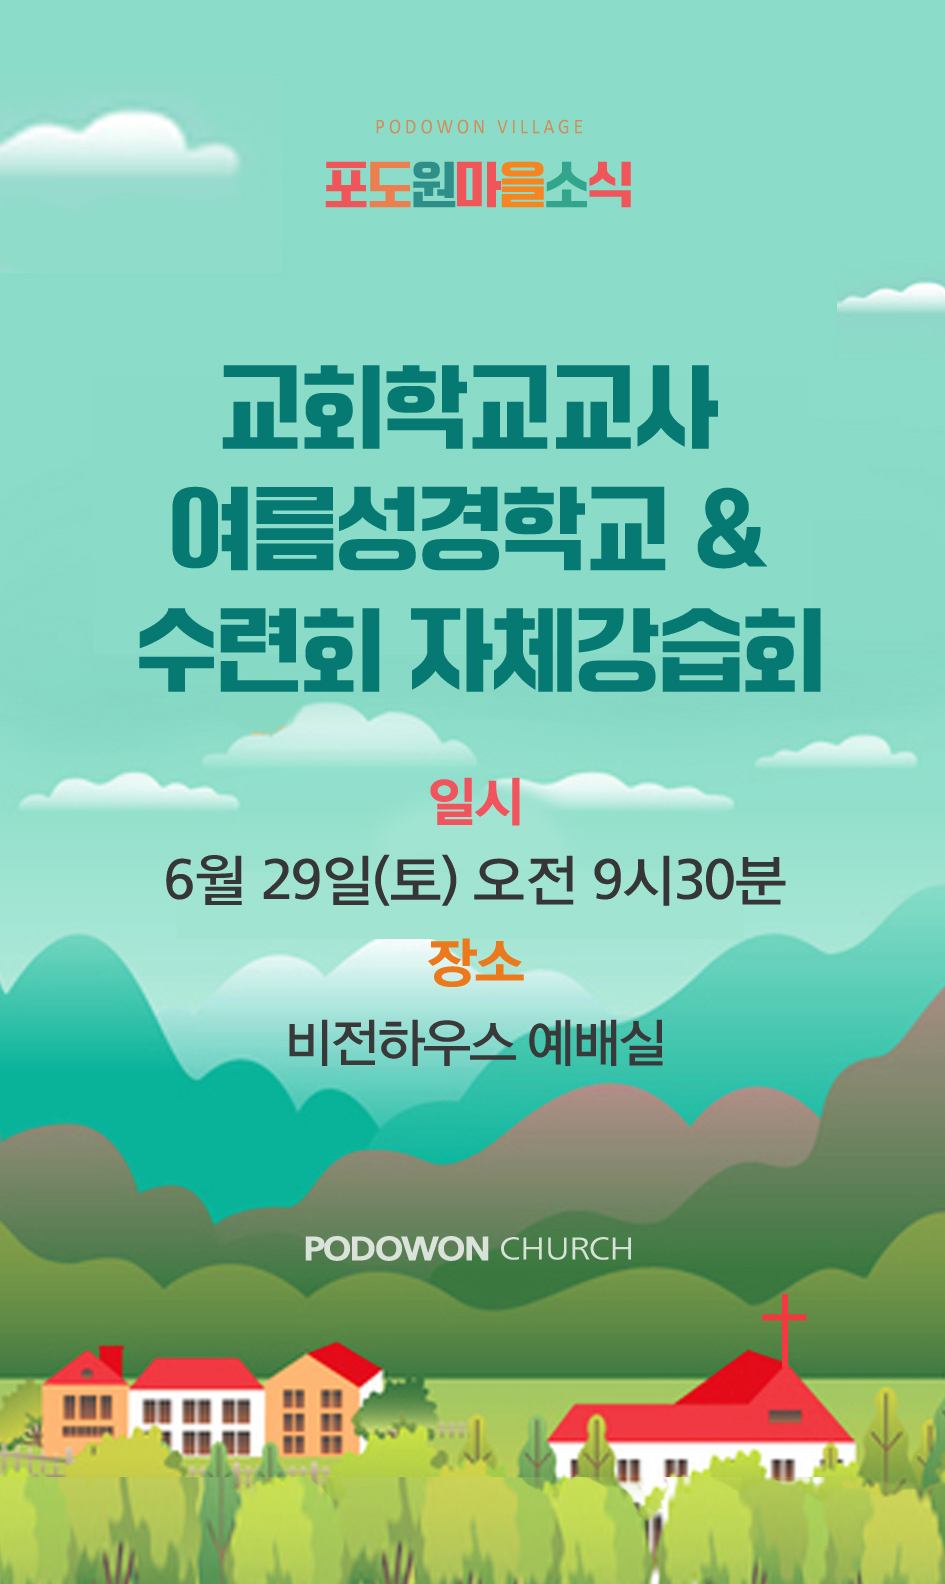 PODOWON VILLAGE
포도원마을소식
교회학교교사
여름성경학교 &
수련회 자체강습회
일시
6월 29일(토) 오전 9시30분
장소
비전하우스 예배실
PODOWON CHURCH